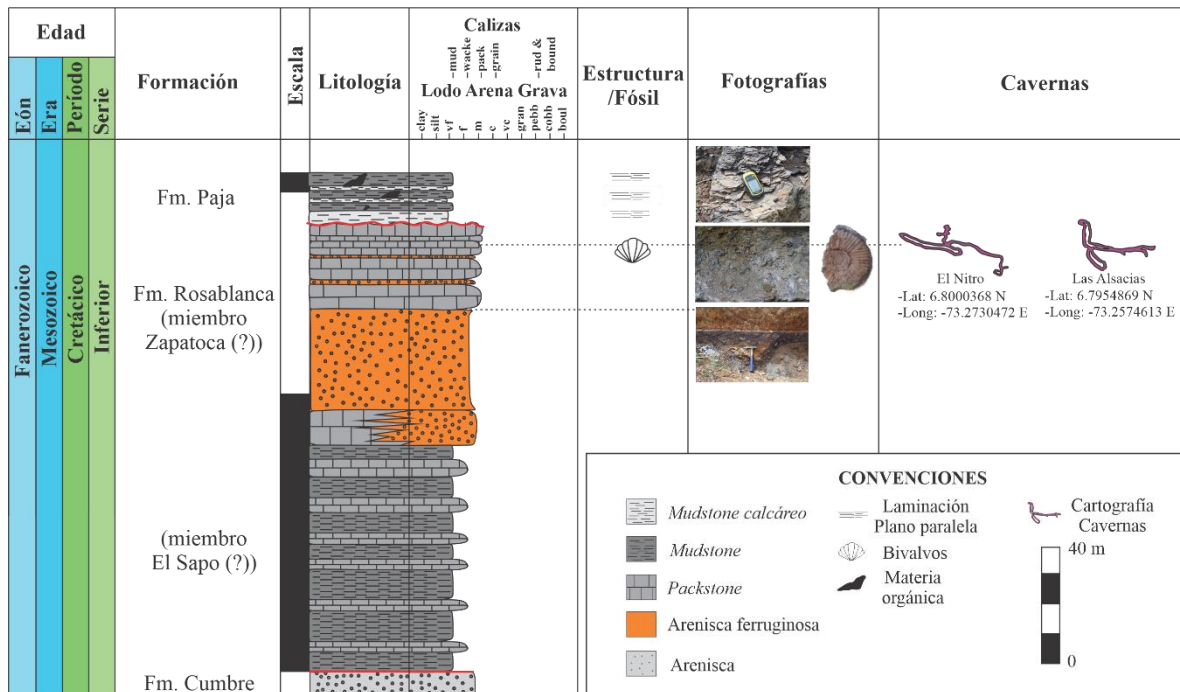 Edad
Eón
Era
Período
Serie
Formación
Escala
Litología
Calizas
–mud
–wacke
–pack
–grain
–rud &
bound
Lodo Arena Grava
–clay
–silt
–vf
–f
–m
–c
–vc
–gran
–pebb
–cobb
–boul
Estructura
/Fósil
Fotografías
Cavernas
Fanerozoico
Mesozoico
Cretácico
Inferior
Fm. Paja
Fm. Rosablanca
(miembro
Zapatoca (?))
(miembro
El Sapo (?))
Fm. Cumbre
El Nitro
-Lat: 6.8000368 N
-Long: -73.2730472 E
Las Alsacias
-Lat: 6.7954869 N
-Long: -73.2574613 E
CONVENCIONES
Mudstone calcáreo
Mudstone
Packstone
Arenisca ferruginosa
Arenisca
Laminación
Plano paralela
Bivalvos
Materia
orgánica
Cartografía
Cavernas
40 m
0